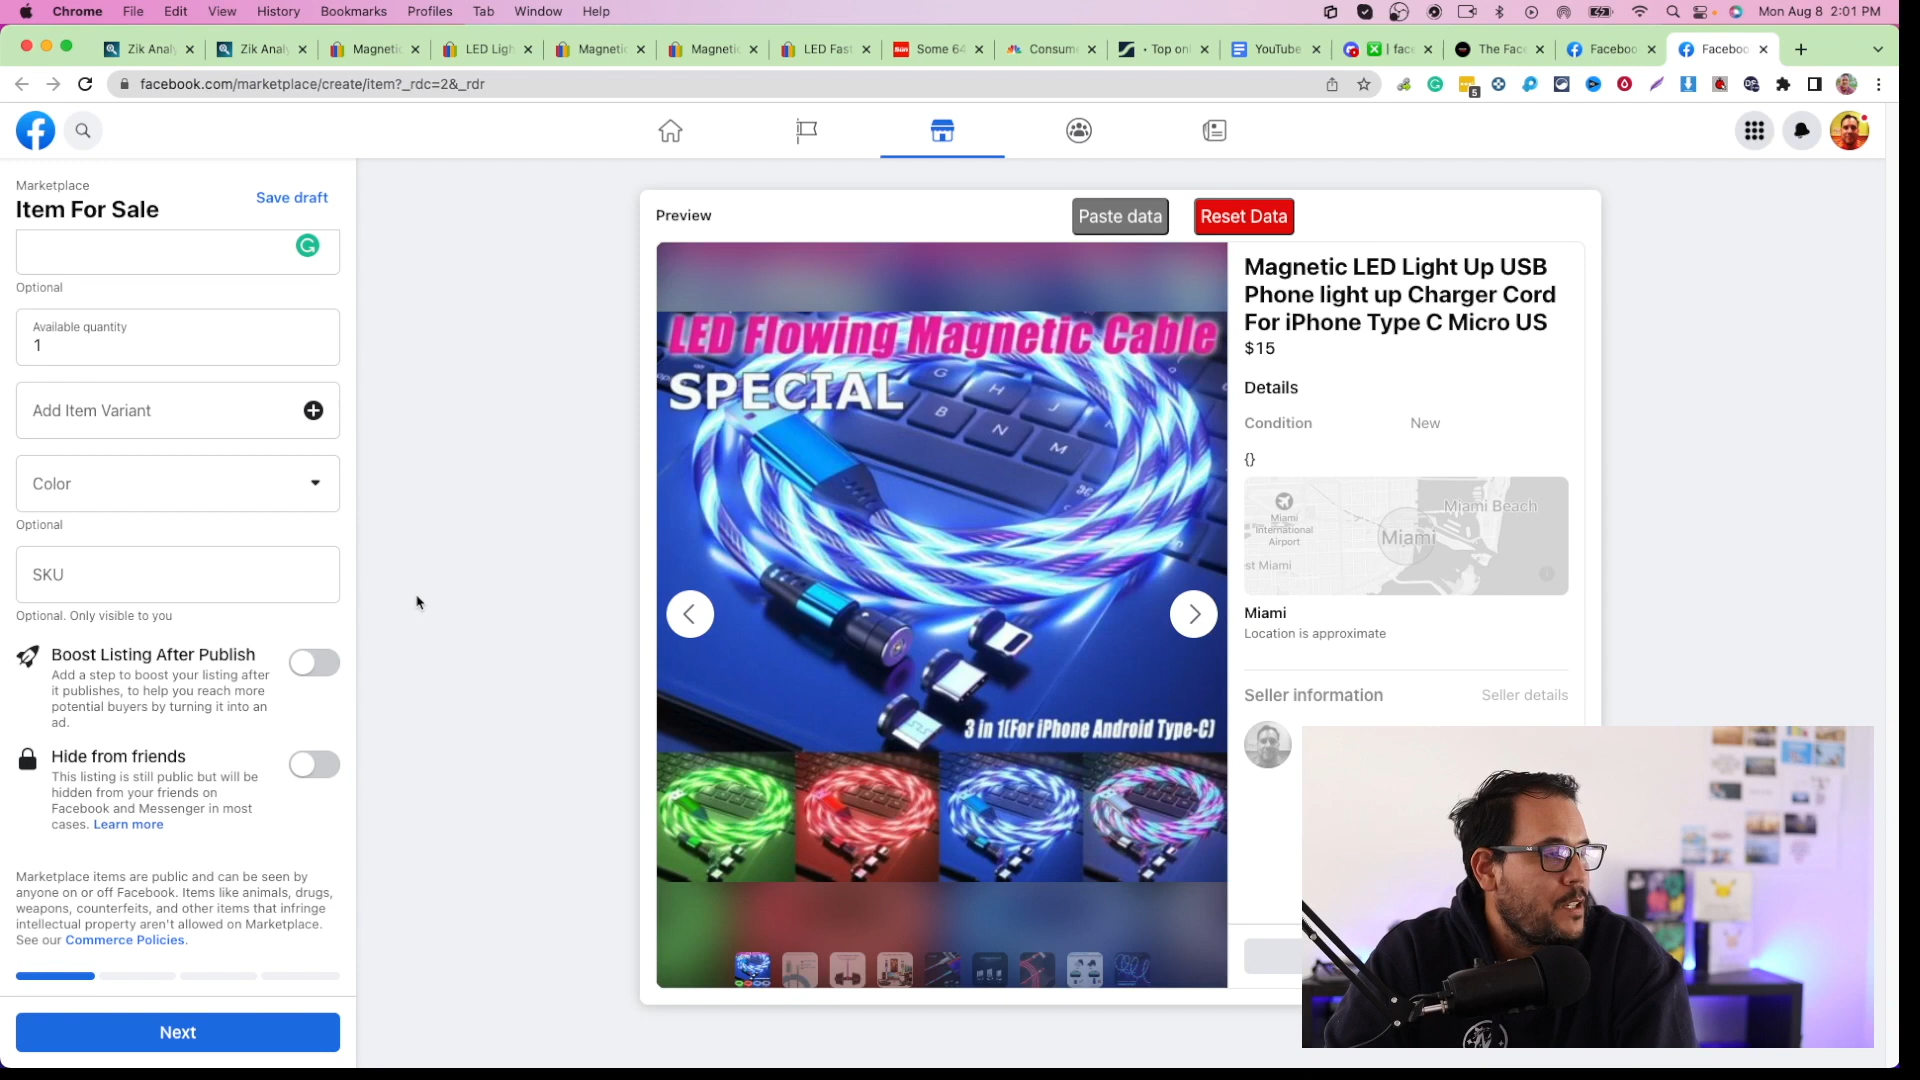 Chrome File Edit View History Bookmarks Profiles Tab Window Help
Mon Aug 8 2:01 PM
Zik Analy
Zik Analy
Magnetic
LED Ligh
Magnetic
Magnetic
LED Fast
Some 64
Consum
• Top onl
YouTube
| face
The Face
Faceboo
Faceboo
facebook.com/marketplace/create/item?_rdc=2&_rdr
5
Marketplace
Save draft
Item For Sale
Optional
Available quantity
1
Add Item Variant
Color
Optional
SKU
Optional. Only visible to you
Boost Listing After Publish
Add a step to boost your listing after
it publishes, to help you reach more
potential buyers by turning it into an
ad.
Hide from friends
This listing is still public but will be
hidden from your friends on
Facebook and Messenger in most
cases. Learn more
Marketplace items are public and can be seen by
anyone on or off Facebook. Items like animals, drugs,
weapons, counterfeits, and other items that infringe
intellectual property aren't allowed on Marketplace.
See our Commerce Policies.
Next
Preview
Paste data
Reset Data
LED Flowing Magnetic Cable
SPECIAL
G
H
J
B
N
M
3 in 1(For iPhone Android Type-C)
Magnetic LED Light Up USB
Phone light up Charger Cord
For iPhone Type C Micro US
$15
Details
Condition New
{}
Miami Beach
Miami
International
Airport
Miami
st Miami
Miami
Location is approximate
Seller information
Seller details